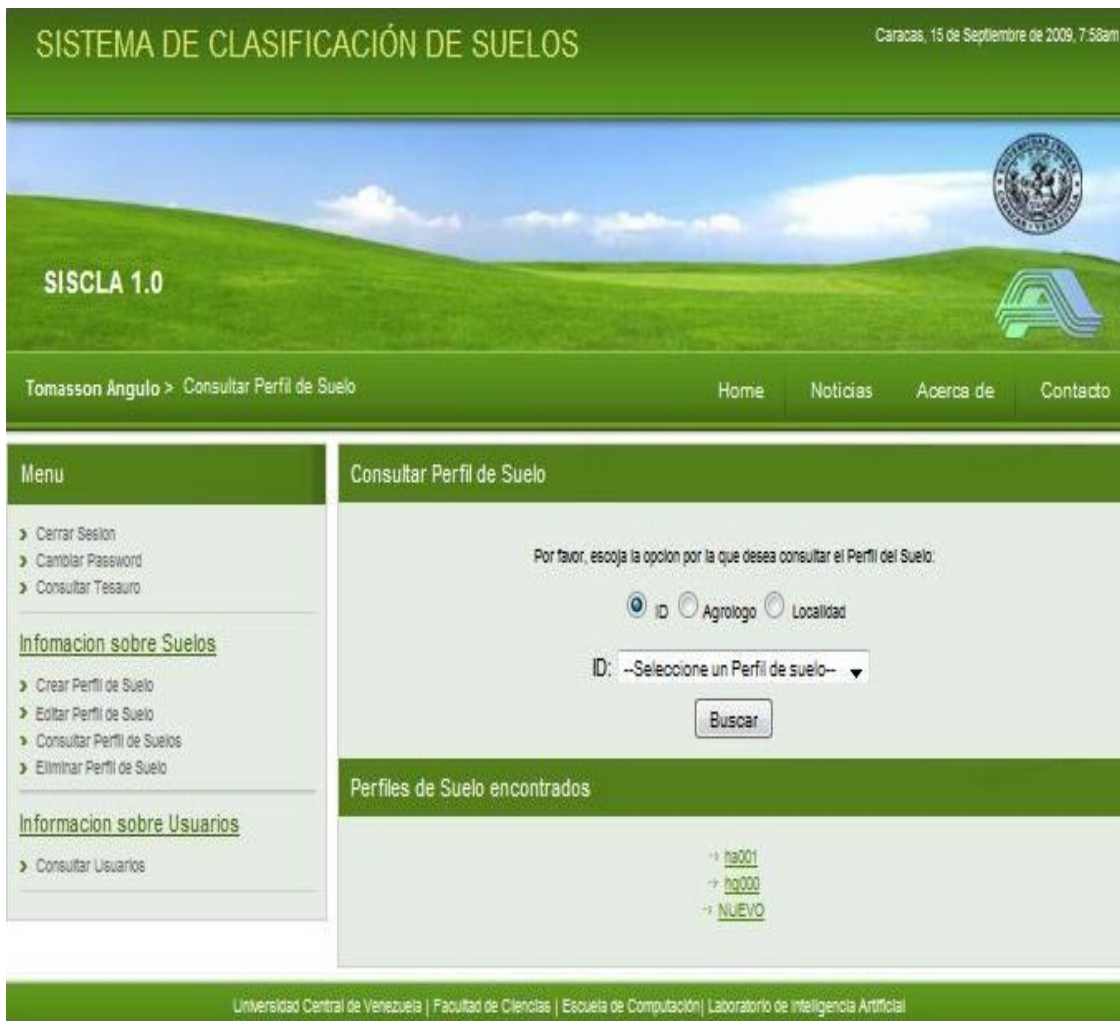 SISTEMA DE CLASIFICACIÓN DE SUELOS
Caracas, 15 de Septiembre de 2009, 7:58am
SISCLA 1.0
Tomasson Angulo > Consultar Perfil de Suelo
Home
Noticias
Acerca de
Contacto
Menu
Cerrar Sesion
Cambiar Password
Consultar Tesauro
Infomacion sobre Suelos
Crear Perfil de Suelo
Editar Perfil de Suelo
Consultar Perfil de Suelos
Eliminar Perfil de Suelo
Informacion sobre Usuarios
Consultar Usuarios
Consultar Perfil de Suelo
Por favor, escoja la opcion por la que desea consultar el Perfil del Suelo:
ID Agrologo Localidad
ID: --Seleccione un Perfil de suelo--
Buscar
Perfiles de Suelo encontrados
ha001
hg000
NUEVO
Universidad Central de Venezuela | Facultad de Ciencias | Escuela de Computación| Laboratorio de Inteligencia Artificial